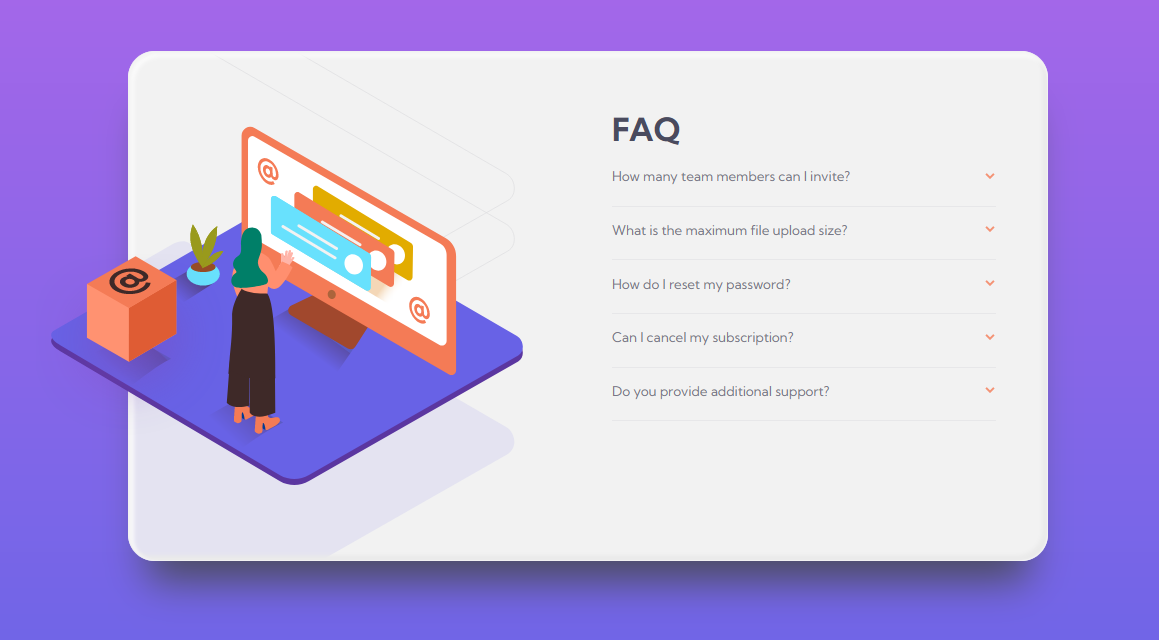 @
@
@
FAQ
How many team members can I invite?
What is the maximum file upload size?
How do I reset my password?
Can I cancel my subscription?
Do you provide additional support?